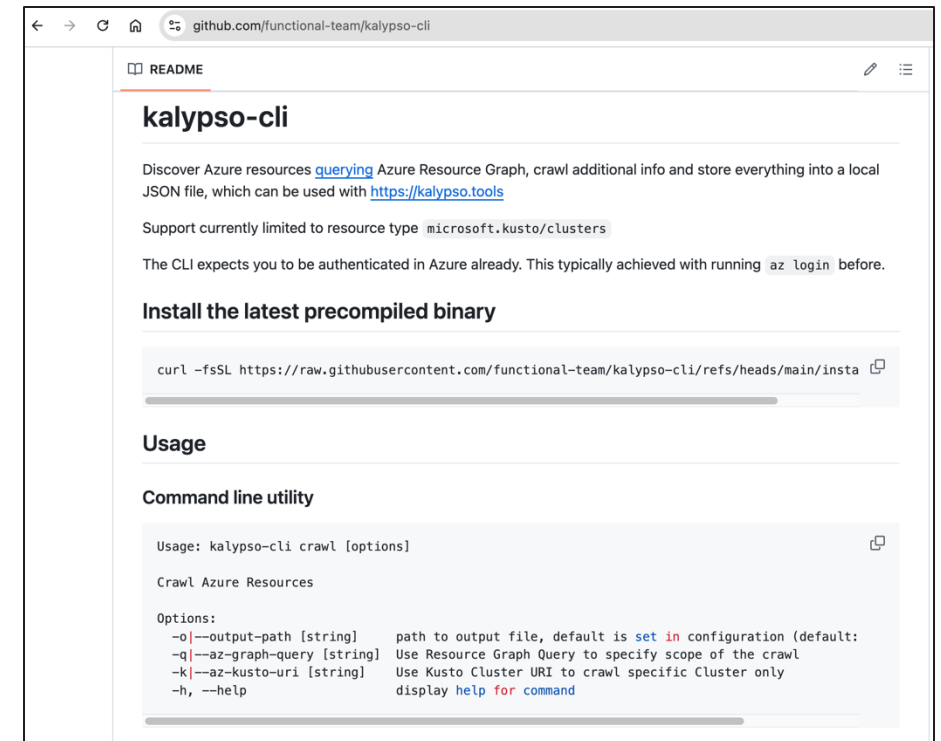 github.com/functional-team/kalypso-cli
README
kalypso-cli
Discover Azure resources querying Azure Resource Graph, crawl additional info and store everything into a local
JSON file, which can be used with https://kalypso.tools
Support currently limited to resource type microsoft.kusto/clusters
The CLI expects you to be authenticated in Azure already. This typically achieved with running az login before.
Install the latest precompiled binary
curl -fsSL https://raw.githubusercontent.com/functional-team/kalypso-cli/refs/heads/main/insta
Usage
Command line utility
Usage: kalypso-cli crawl [options]
Crawl Azure Resources
Options:
-o|--output-path [string] path to output file, default is set in configuration (default:
-q|--az-graph-query [string] Use Resource Graph Query to specify scope of the crawl
-k|--az-kusto-uri [string] Use Kusto Cluster URI to crawl specific Cluster only
-h, --help display help for command